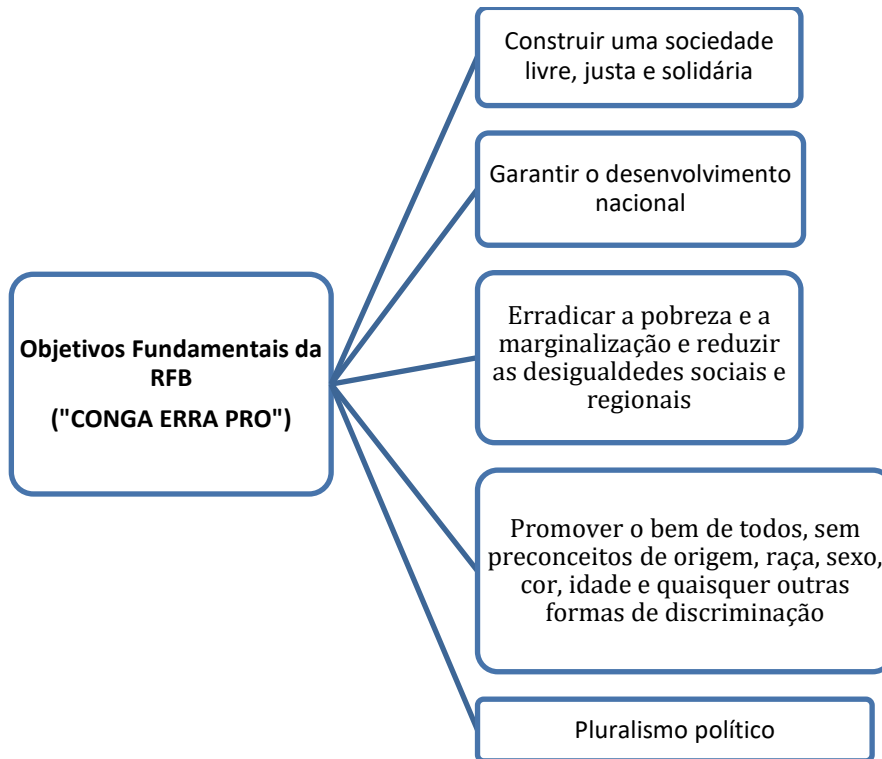 Construir uma sociedade
livre, justa e solidária
Garantir o desenvolvimento
nacional
Objetivos Fundamentais da
RFB
("CONGA ERRA PRO")
Erradicar a pobreza e a
marginalização e reduzir
as desigualdedes sociais e
regionais
Promover o bem de todos, sem
preconceitos de origem, raça, sexo,
cor, idade e quaisquer outras
formas de discriminação
Pluralismo político